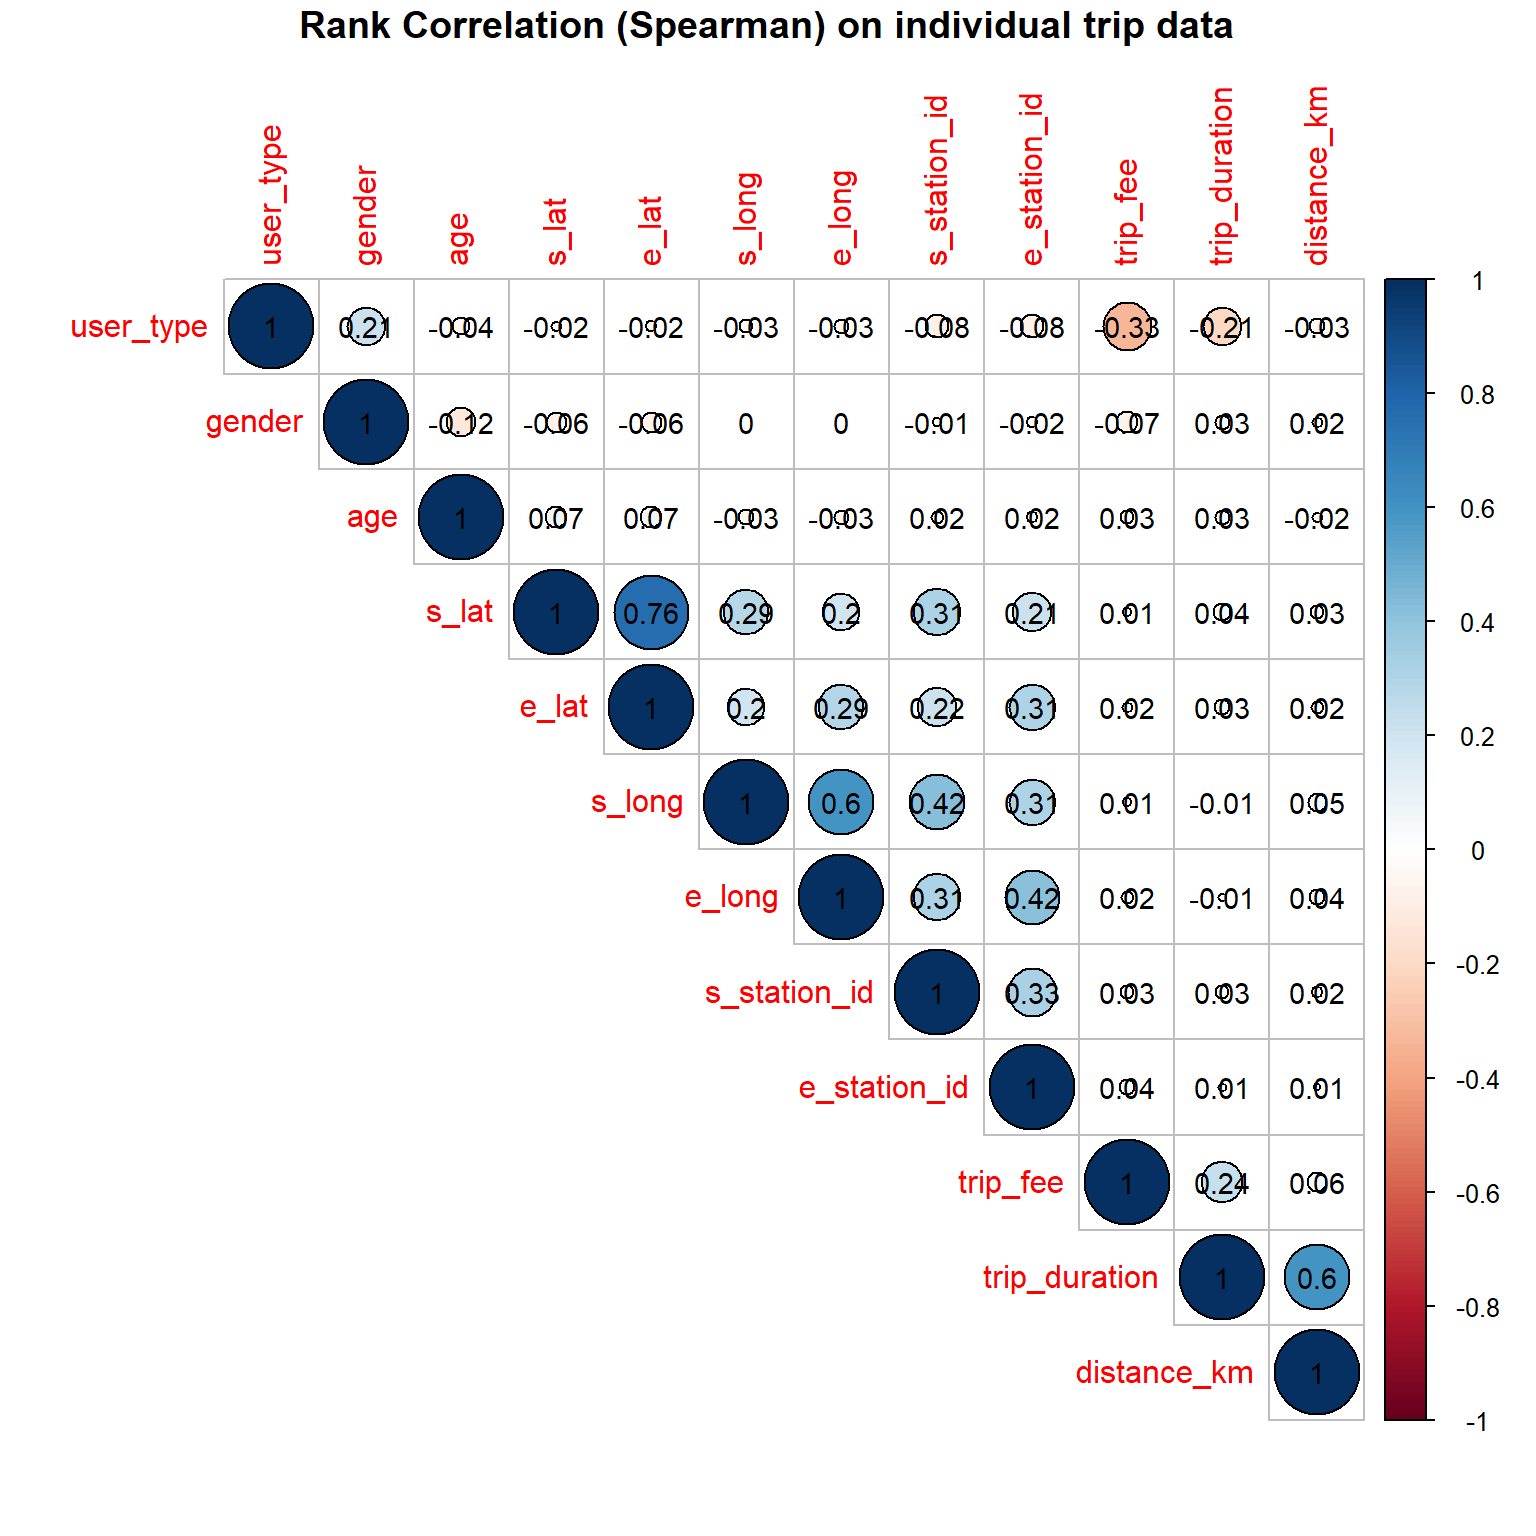 Rank Correlation (Spearman) on individual trip data
user_type
gender
age
s_lat
e_lat
s_long
e_long
s_station_id
e_station_id
trip_fee
trip_duration
distance_km
user_type 1 0.21 -0.04 -0.02 -0.02 -0.03 -0.03 -0.08 -0.08 -0.33 -0.21 -0.03
gender 1 -0.12 -0.06 -0.06 0 0 -0.01 -0.02 -0.07 0.03 0.02
age 1 0.07 0.07 -0.03 -0.03 0.02 0.02 0.03 0.03 -0.02
s_lat 1 0.76 0.29 0.2 0.31 0.21 0.01 0.04 0.03
e_lat 1 0.2 0.29 0.22 0.31 0.02 0.03 0.02
s_long 1 0.6 0.42 0.31 0.01 -0.01 0.05
e_long 1 0.31 0.42 0.02 -0.01 0.04
s_station_id 1 0.33 0.03 0.03 0.02
e_station_id 1 0.04 0.01 0.01
trip_fee 1 0.24 0.06
trip_duration 1 0.6
distance_km 1
1
0.8
0.6
0.4
0.2
0
-0.2
-0.4
-0.6
-0.8
-1